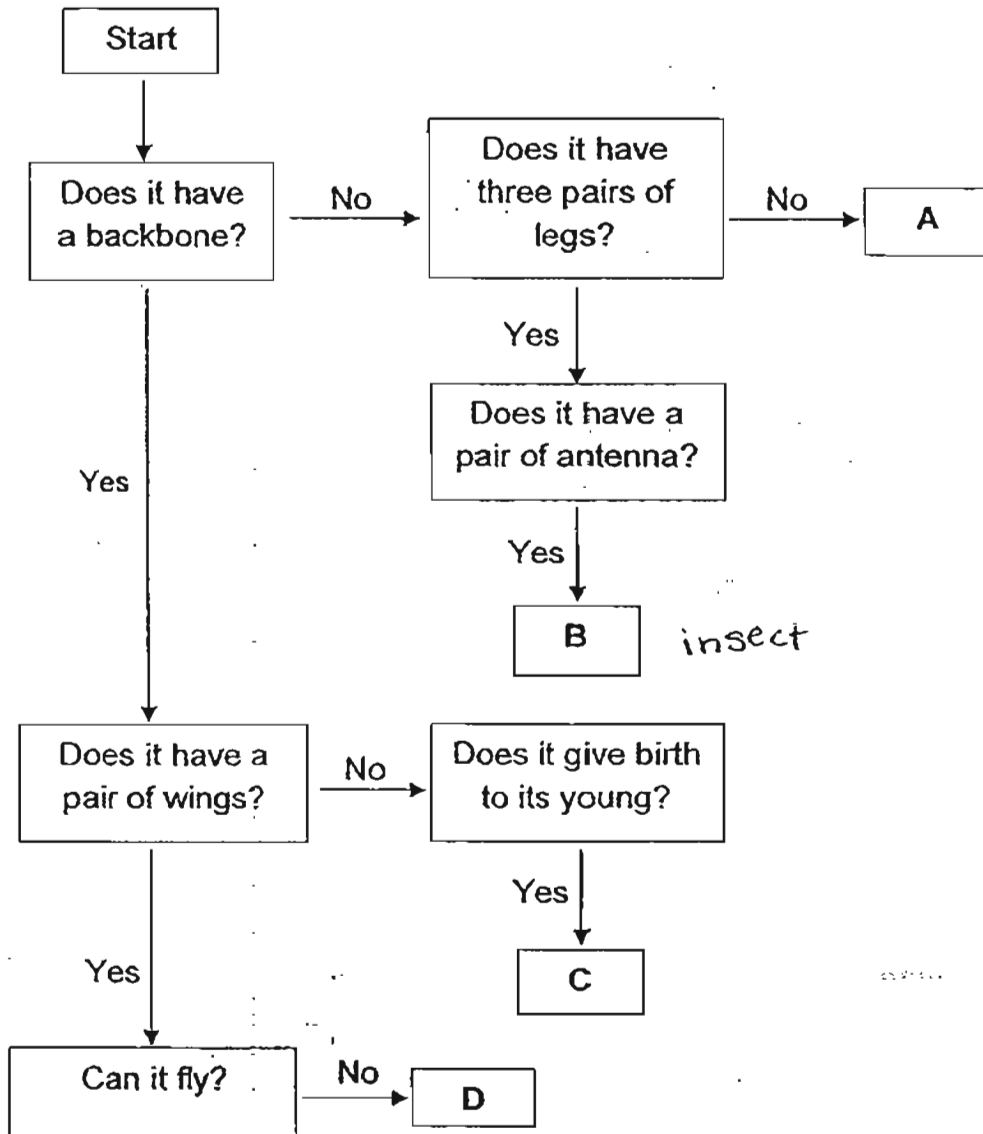 Start
Does it have
a backbone?
No
Does it have
three pairs of
legs?
No
A
Yes
Does it have a
pair of antenna?
Yes
Yes
B
insect
Does it have a
pair of wings?
No
Does it give birth
to its young?
Yes
C
Yes
Can it fly?
No
D